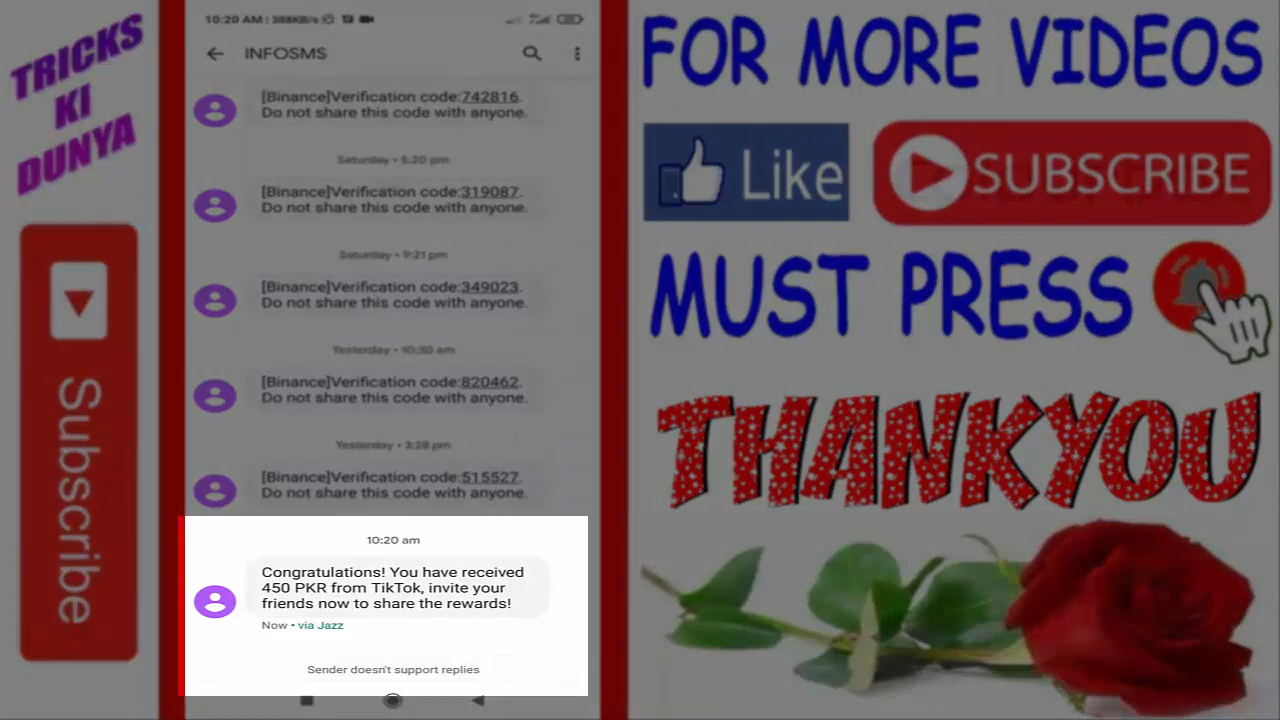 TRICKS
KI
DUNYA
Subscribe
10:20 AM | 388KB/s
INFOSMS
[Binance]Verification code:742816.
Do not share this code with anyone.
Saturday • 5:20 pm
[Binance]Verification code:319087.
Do not share this code with anyone.
Saturday • 9:21 pm
[Binance]Verification code:349023.
Do not share this code with anyone.
Yesterday • 10:30 am
[Binance]Verification code:820462.
Do not share this code with anyone.
Yesterday • 3:28 pm
[Binance]Verification code:515527.
Do not share this code with anyone.
10:20 am
Congratulations! You have received
450 PKR from TikTok, invite your
friends now to share the rewards!
Now • via Jazz
Sender doesn't support replies
FOR MORE VIDEOS
Like
SUBSCRIBE
MUST PRESS
THANKYOU